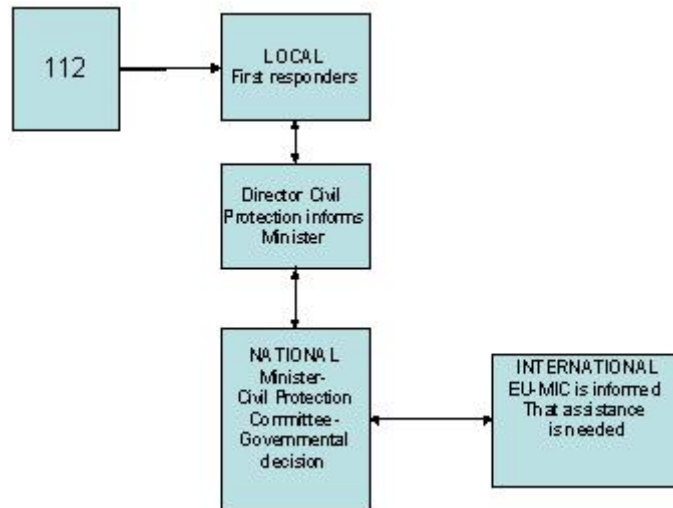 112
LOCAL
First responders
Director Civil
Protection informs
Minister
NATIONAL
Minister-
Civil Protection
Committee-
Governmental
decision
INTERNATIONAL
EU-MIC is informed
That assistance
is needed